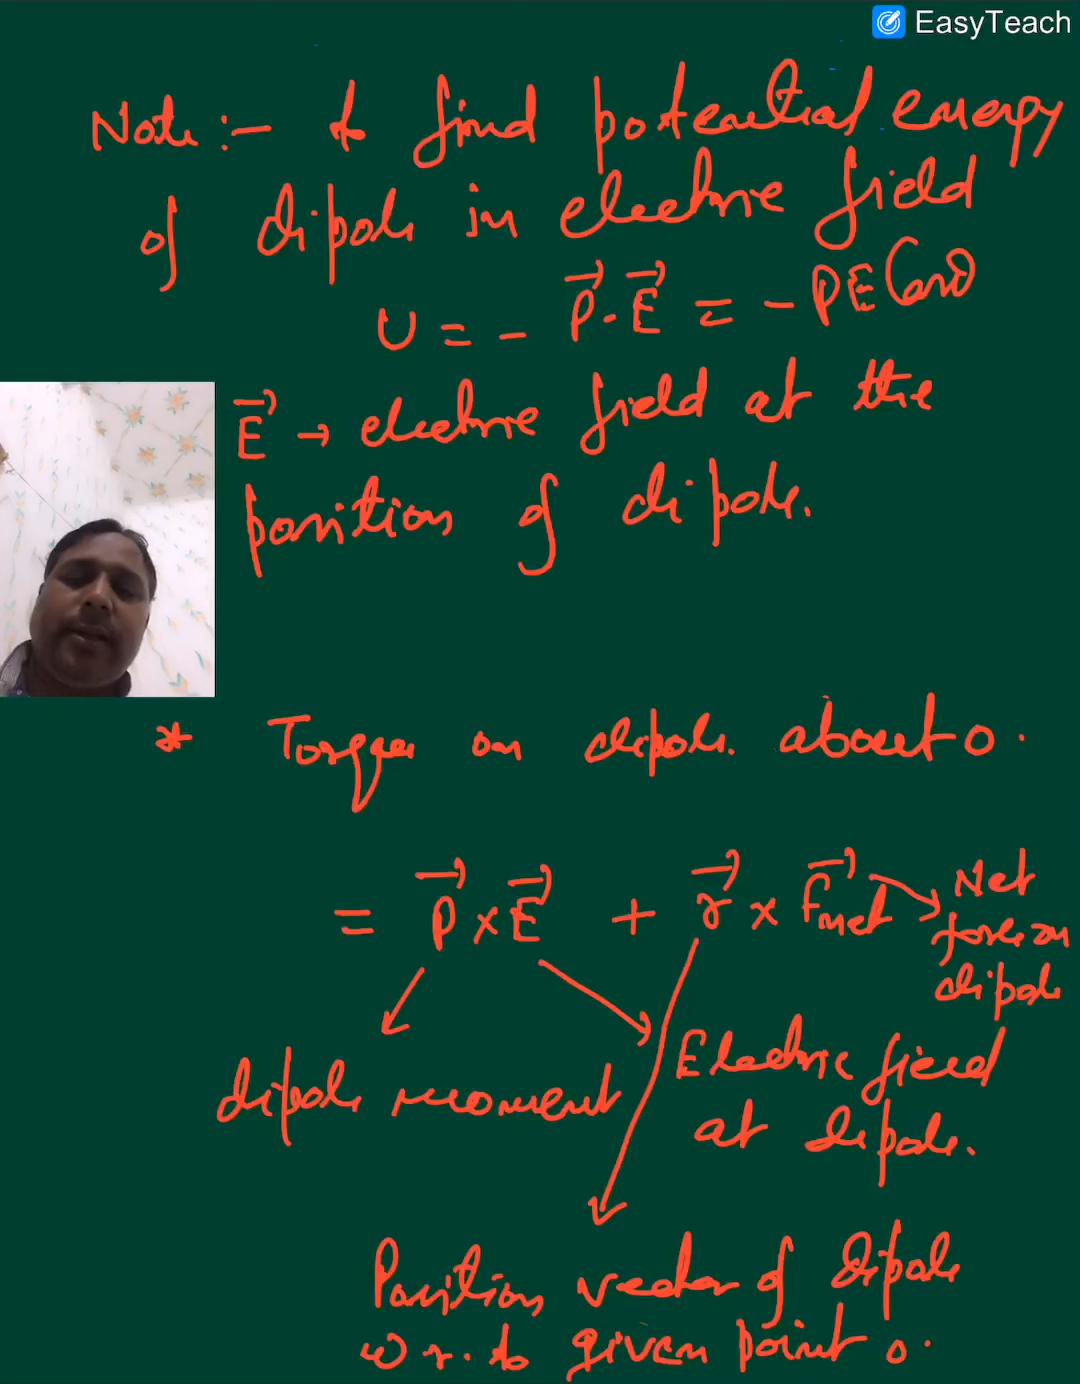 EasyTeach
Note :- to find potential energy
of dipole in electric field
U = - P⃗ . E⃗ = - PE Cosθ
E⃗ → electric field at the
position of dipole.
* Torque on dipole about O.
= P⃗ × E⃗ + r⃗ × F⃗net
Net
force on
dipole
dipole moment
Electric field
at dipole.
Position vector of dipole
w r. to given point O.